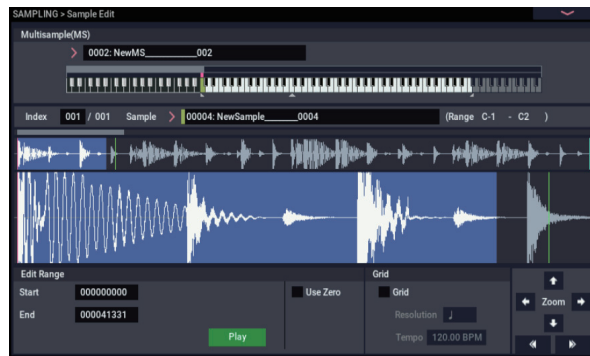 SAMPLING > Sample Edit
Multisample(MS)
0002: NewMS__________002
Index 001 / 001 Sample 00004: NewSample_______0004 (Range C-1 - C2 )
Edit Range
Grid
Start 000000000
Use Zero
Grid
End 000041331
Resolution ♩
Zoom
Play
Tempo 120.00 BPM